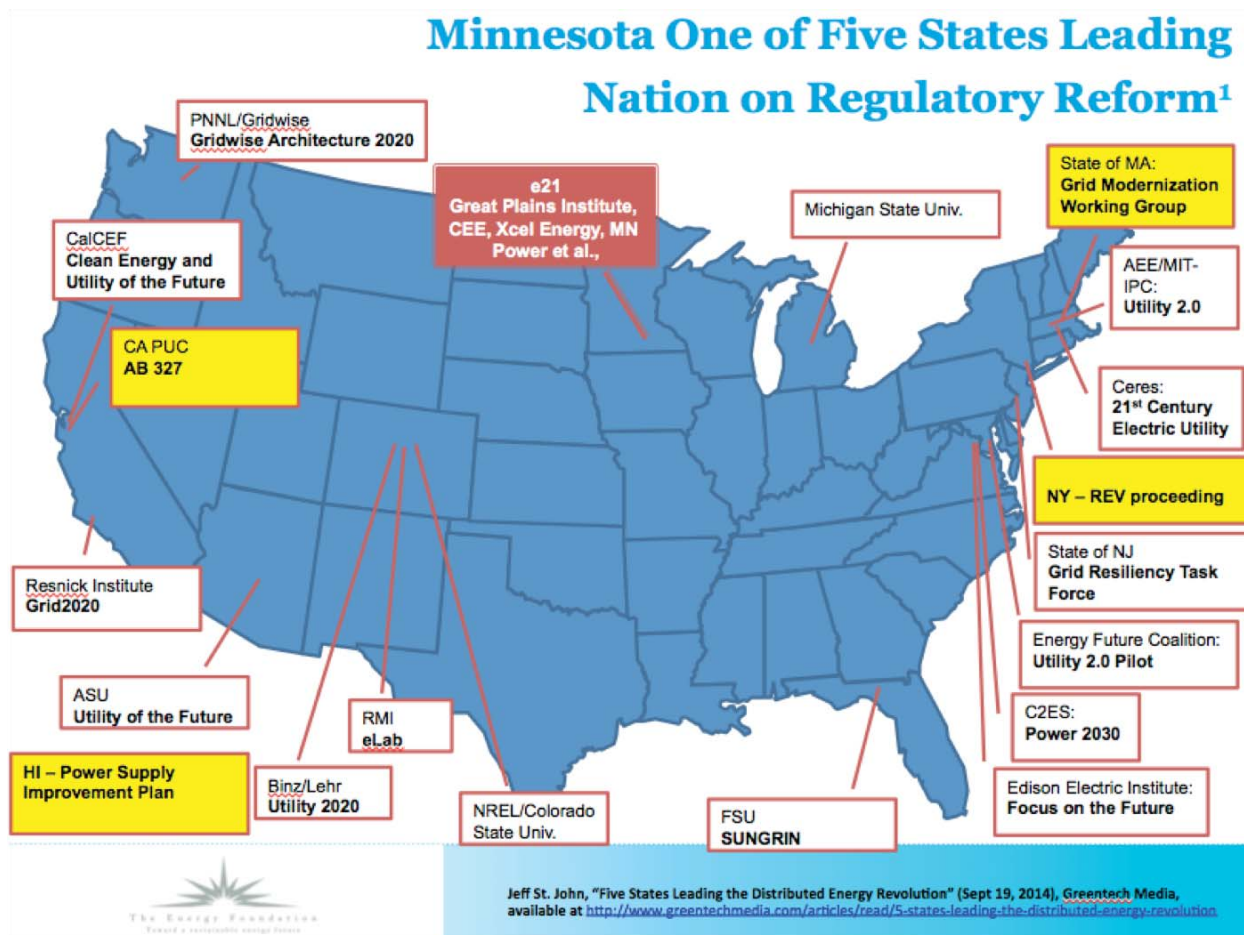 Minnesota One of Five States Leading
Nation on Regulatory Reform¹
PNNL/Gridwise
Gridwise Architecture 2020
e21
Great Plains Institute,
CEE, Xcel Energy, MN
Power et al.,
Michigan State Univ.
State of MA:
Grid Modernization
Working Group
CalCEF
Clean Energy and
Utility of the Future
AEE/MIT-
IPC:
Utility 2.0
CA PUC
AB 327
Ceres:
21st Century
Electric Utility
NY – REV proceeding
State of NJ
Grid Resiliency Task
Force
Resnick Institute
Grid2020
Energy Future Coalition:
Utility 2.0 Pilot
ASU
Utility of the Future
RMI
eLab
C2ES:
Power 2030
HI – Power Supply
Improvement Plan
Binz/Lehr
Utility 2020
NREL/Colorado
State Univ.
FSU
SUNGRIN
Edison Electric Institute:
Focus on the Future
The Energy Foundation
Toward a sustainable energy future
Jeff St. John, "Five States Leading the Distributed Energy Revolution" (Sept 19, 2014), Greentech Media,
available at http://www.greentechmedia.com/articles/read/5-states-leading-the-distributed-energy-revolution